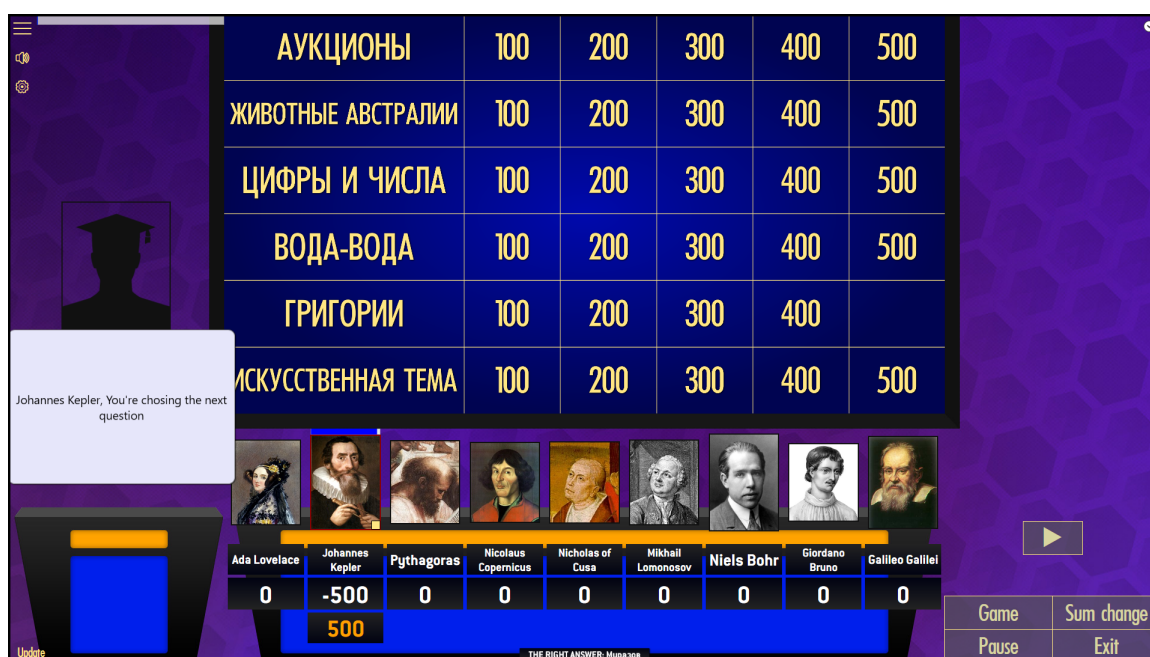 АУКЦИОНЫ 100 200 300 400 500
ЖИВОТНЫЕ АВСТРАЛИИ 100 200 300 400 500
ЦИФРЫ И ЧИСЛА 100 200 300 400 500
ВОДА-ВОДА 100 200 300 400 500
ГРИГОРИИ 100 200 300 400
ИСКУССТВЕННАЯ ТЕМА 100 200 300 400 500
Johannes Kepler, You're chosing the next
question
Ada Lovelace
Johannes
Kepler
Pythagoras
Nicolaus
Copernicus
Nicholas of
Cusa
Mikhail
Lomonosov
Niels Bohr
Giordano
Bruno
Galileo Galilei
0 -500 0 0 0 0 0 0 0
500
Game Sum change
Pause Exit
Update
THE RIGHT ANSWER: